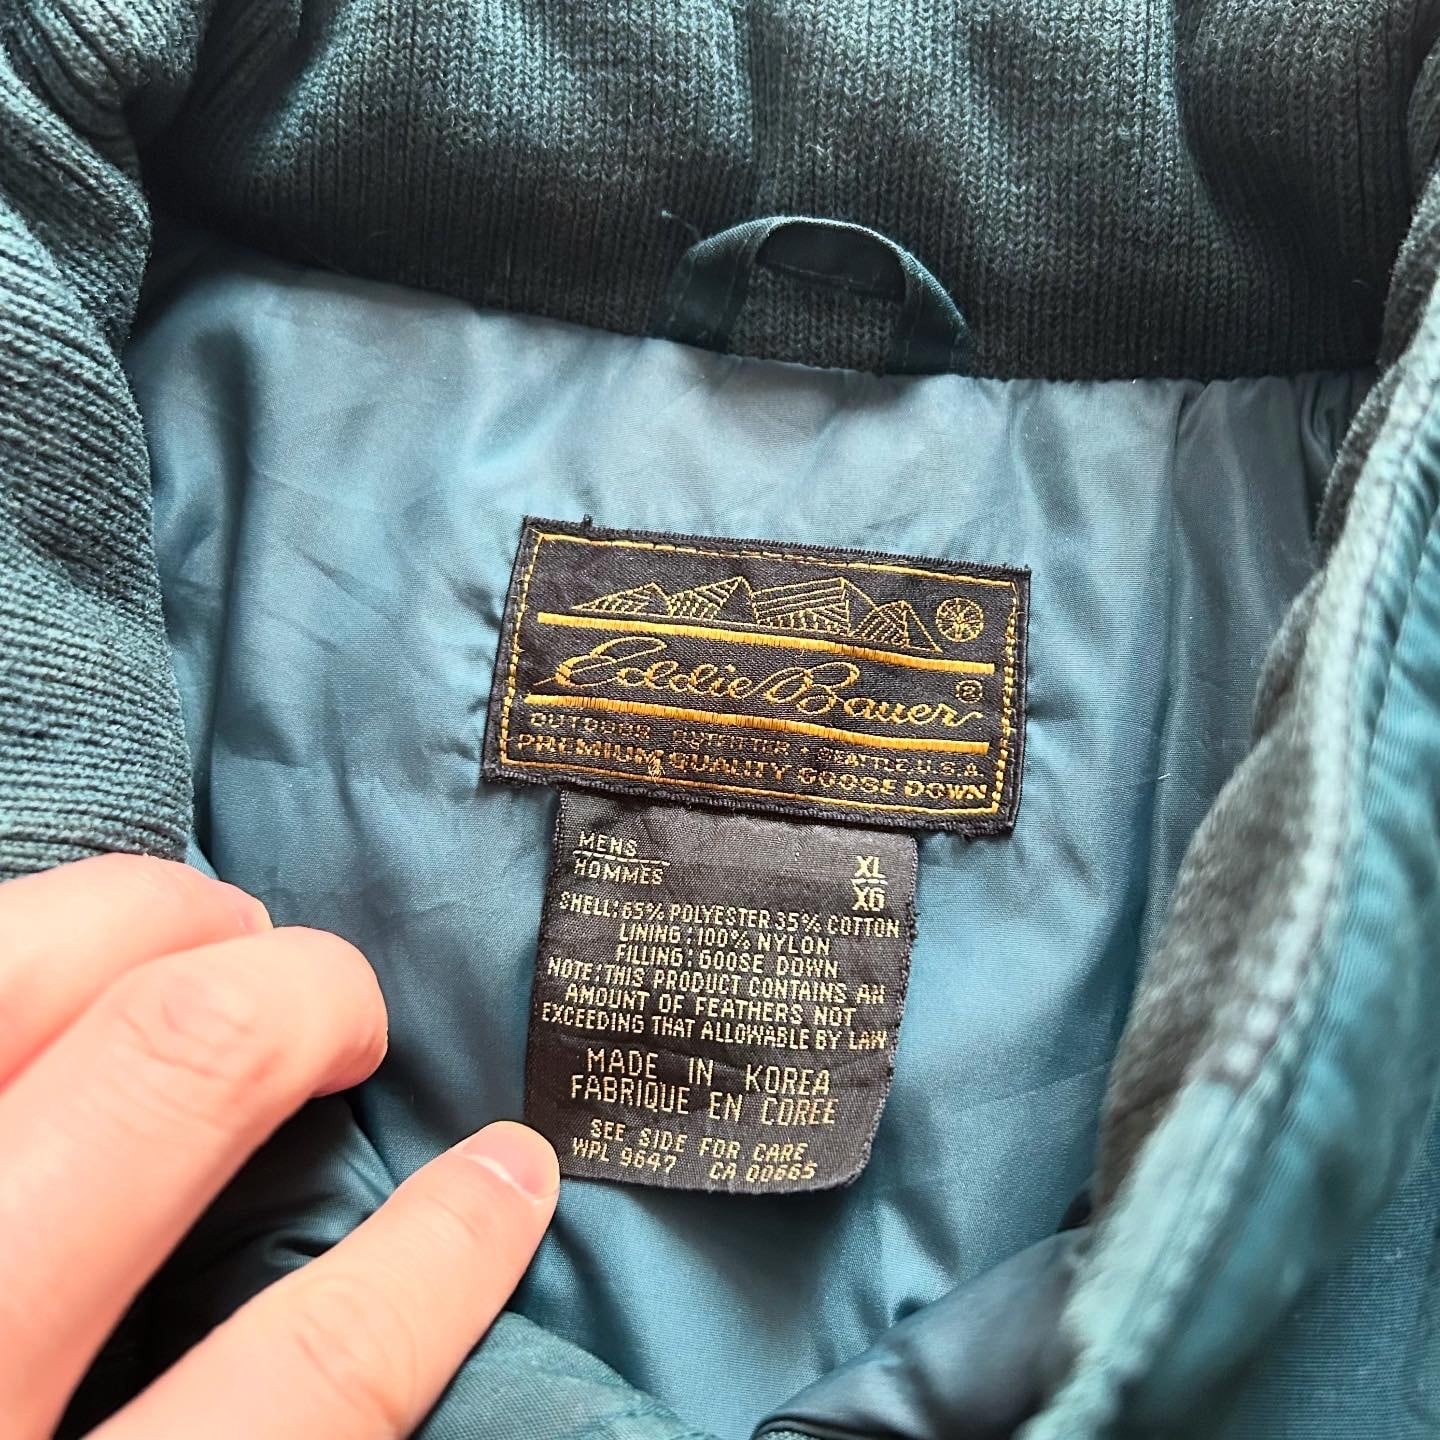 Eddie Bauer ®
OUTDOOR OUTFITTER • SEATTLE, U.S.A.
PREMIUM QUALITY GOOSE DOWN
MENS XL
HOMMES XG
SHELL: 65% POLYESTER 35% COTTON
LINING: 100% NYLON
FILLING: GOOSE DOWN
NOTE: THIS PRODUCT CONTAINS AN
AMOUNT OF FEATHERS NOT
EXCEEDING THAT ALLOWABLE BY LAW
MADE IN KOREA
FABRIQUE EN COREE
SEE SIDE FOR CARE
WPL 9647 CA 00665